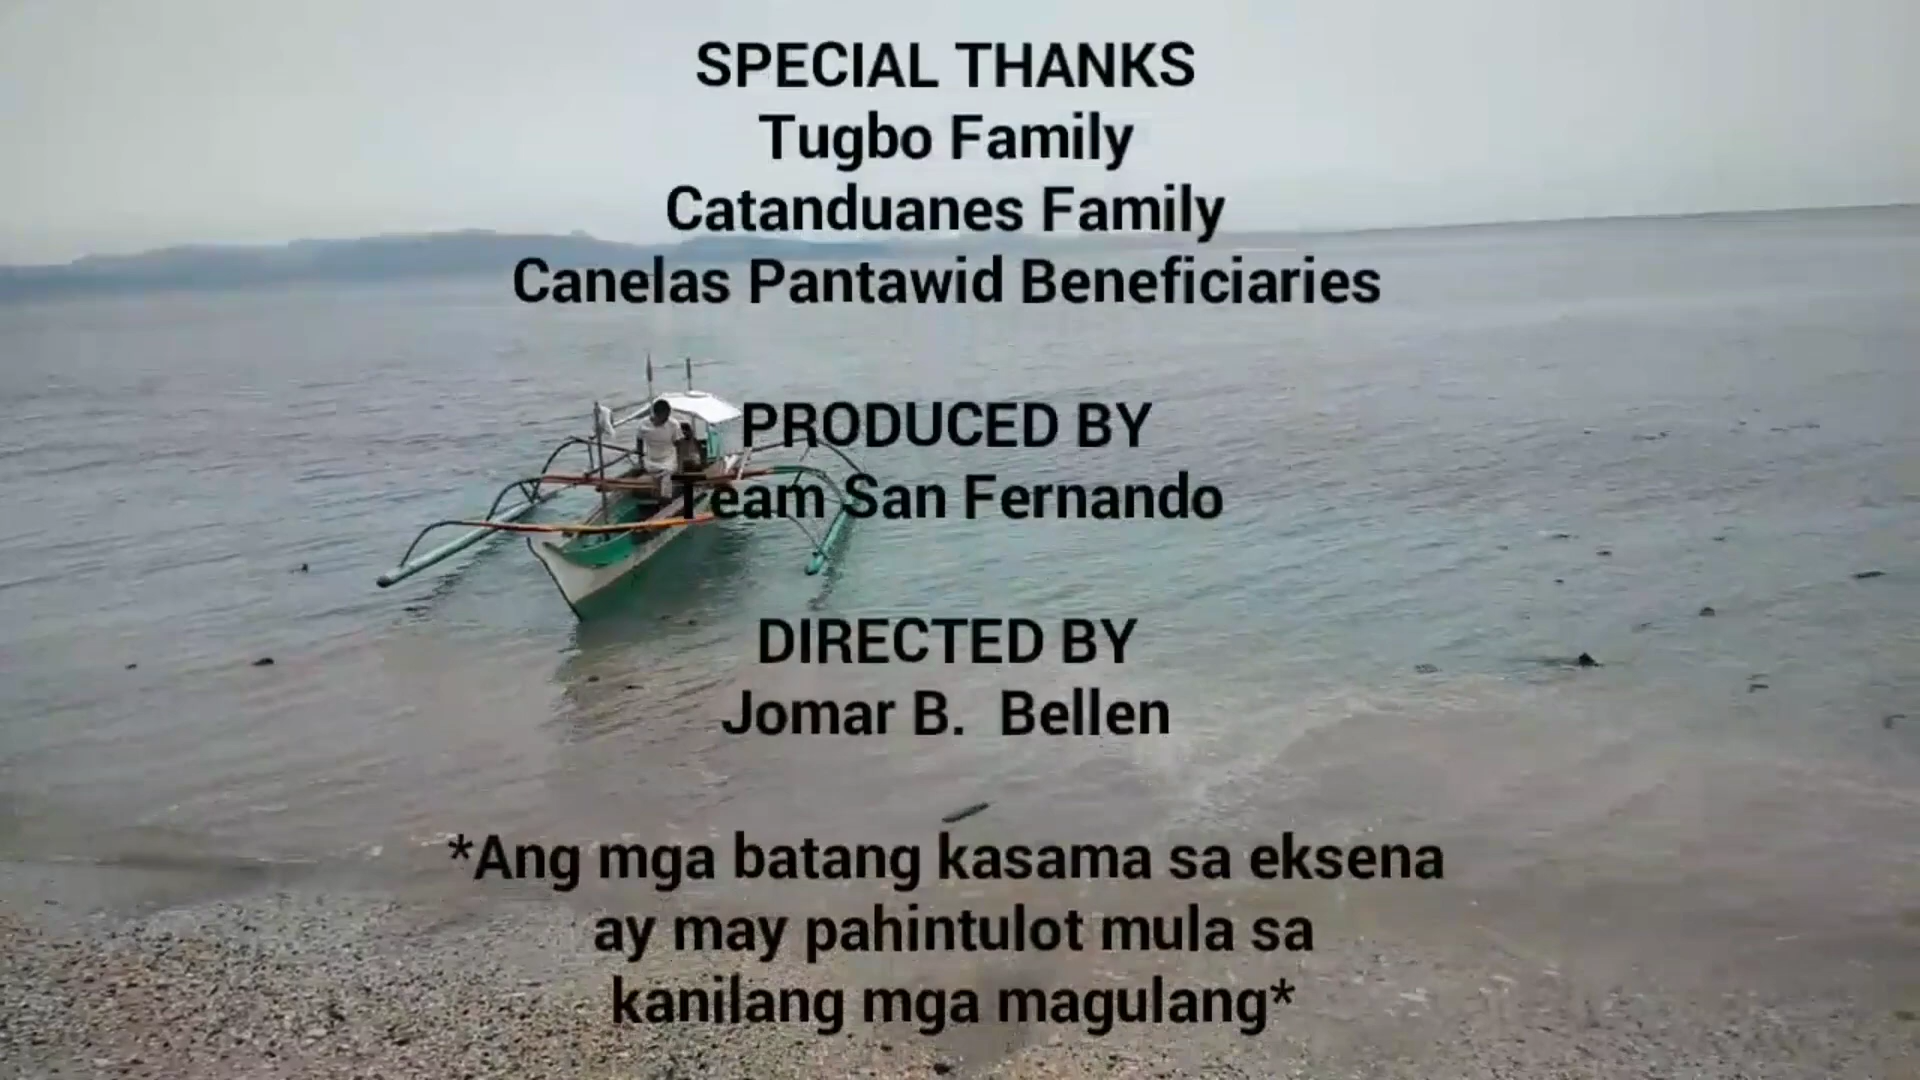 SPECIAL THANKS
Tugbo Family
Catanduanes Family
Canelas Pantawid Beneficiaries
PRODUCED BY
Team San Fernando
DIRECTED BY
Jomar B.  Bellen
*Ang mga batang kasama sa eksena
ay may pahintulot mula sa
kanilang mga magulang*